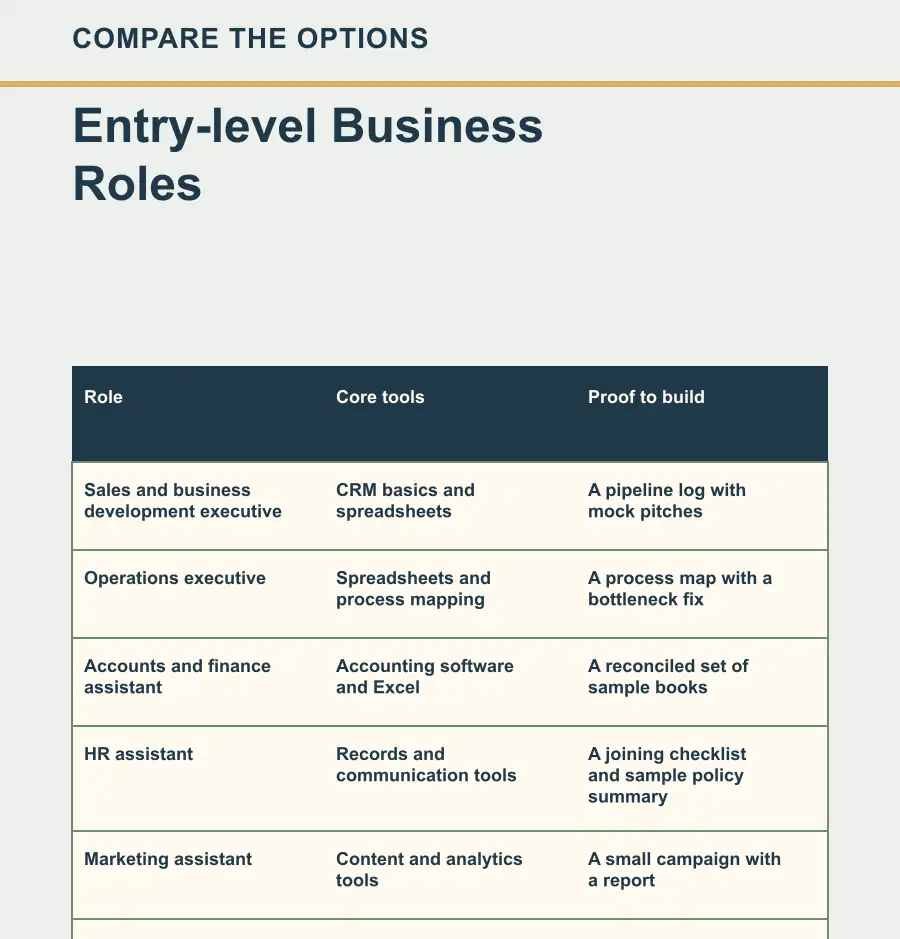 COMPARE THE OPTIONS
Entry-level Business
Roles
Role
Core tools
Proof to build
Sales and business
development executive
CRM basics and
spreadsheets
A pipeline log with
mock pitches
Operations executive
Spreadsheets and
process mapping
A process map with a
bottleneck fix
Accounts and finance
assistant
Accounting software
and Excel
A reconciled set of
sample books
HR assistant
Records and
communication tools
A joining checklist
and sample policy
summary
Marketing assistant
Content and analytics
tools
A small campaign with
a report